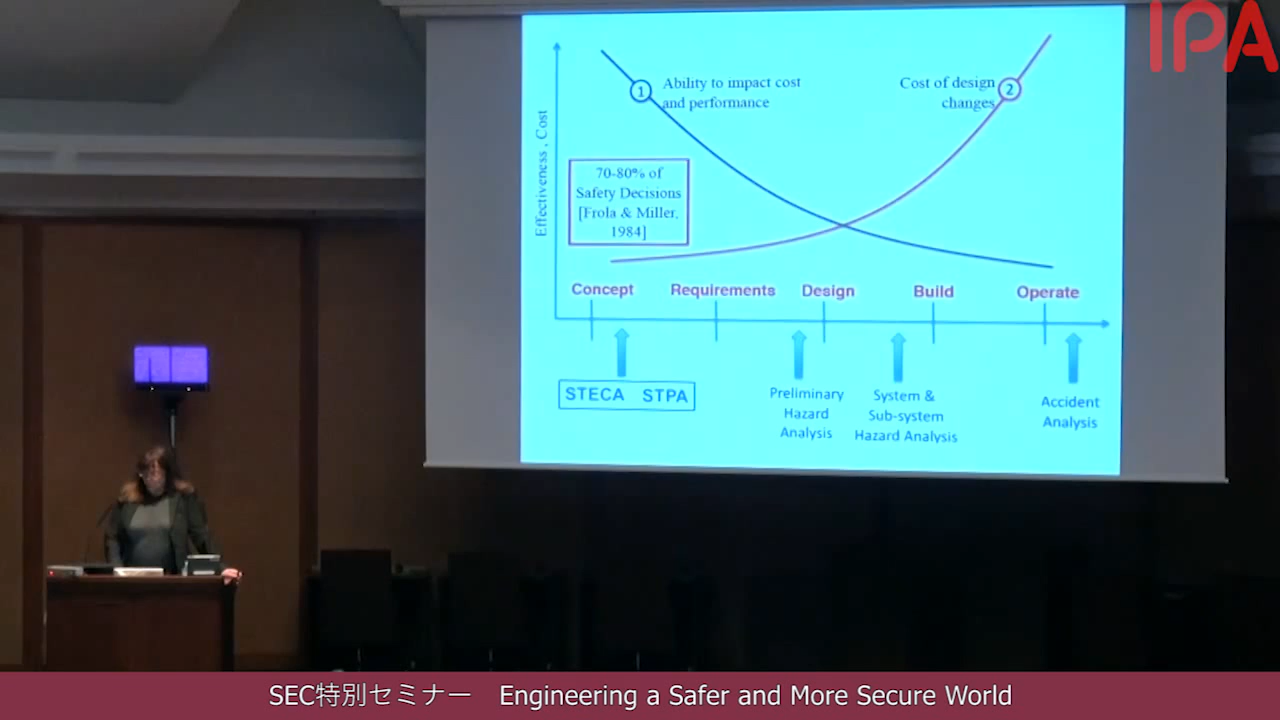 IPA
1
Ability to impact cost
and performance
Cost of design
changes
2
Effectiveness , Cost
70-80% of
Safety Decisions
[Frola & Miller,
1984]
Concept
Requirements
Design
Build
Operate
STECA STPA
Preliminary
Hazard
Analysis
System &
Sub-system
Hazard Analysis
Accident
Analysis
SEC特別セミナー Engineering a Safer and More Secure World